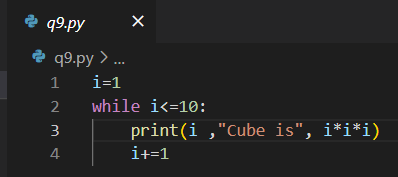 q9.py ×
q9.py > ...
1 i=1
2 while i<=10:
3     print(i ,"Cube is", i*i*i)
4     i+=1